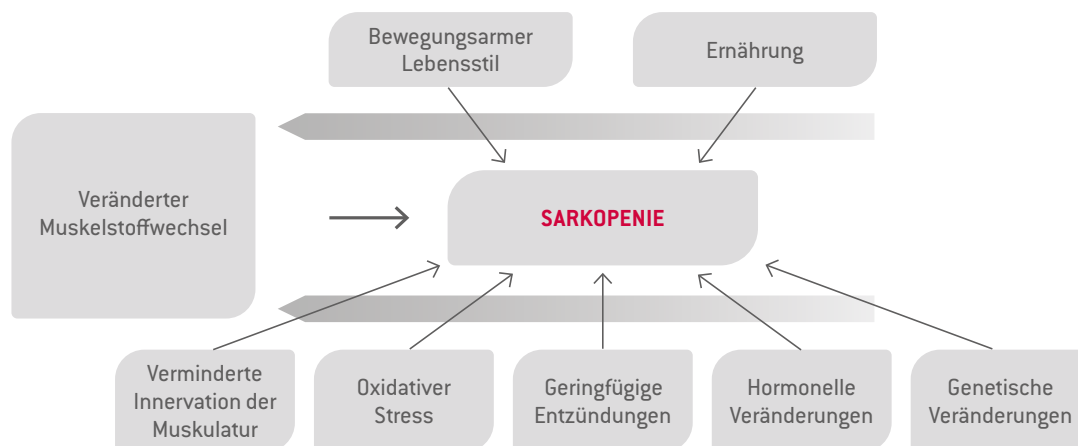 Bewegungsarmer
Lebensstil
Ernährung
Veränderter
Muskelstoffwechsel
SARKOPENIE
Verminderte
Innervation der
Muskulatur
Oxidativer
Stress
Geringfügige
Entzündungen
Hormonelle
Veränderungen
Genetische
Veränderungen